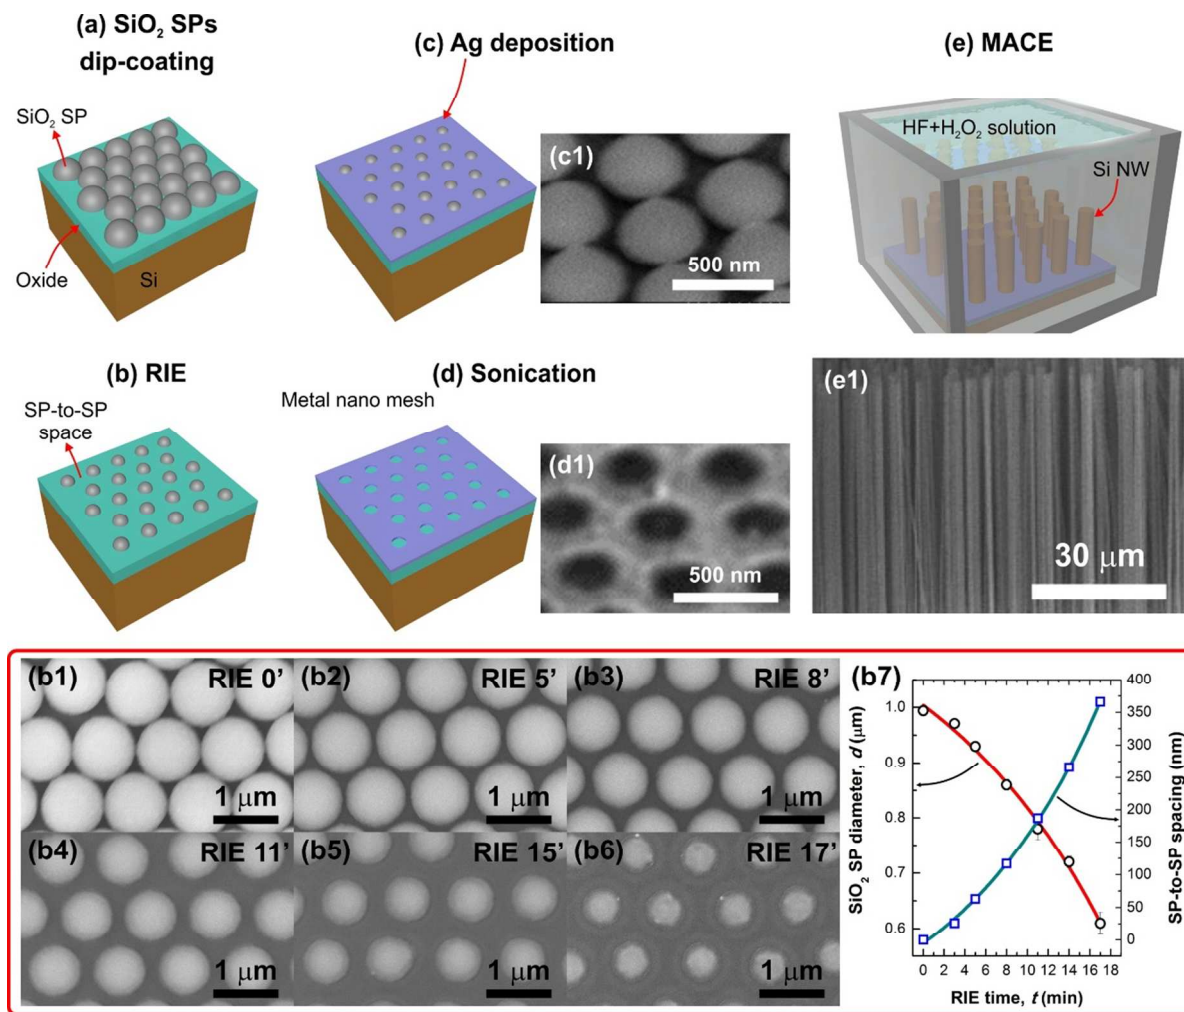 (a) SiO₂ SPs
dip-coating
SiO₂ SP
Oxide
Si
(c) Ag deposition
(c1)
500 nm
(e) MACE
HF+H₂O₂ solution
Si NW
(b) RIE
SP-to-SP
space
(d) Sonication
Metal nano mesh
(d1)
500 nm
(e1)
30 μm
(b1)
RIE 0’
1 μm
(b2)
RIE 5’
1 μm
(b3)
RIE 8’
1 μm
(b4)
RIE 11’
1 μm
(b5)
RIE 15’
1 μm
(b6)
RIE 17’
1 μm
(b7)
SiO₂ SP diameter, d (μm)
1.0
0.9
0.8
0.7
0.6
400
350
300
250
200
150
100
50
0
SP-to-SP spacing (nm)
0 2 4 6 8 10 12 14 16 18
RIE time, t (min)